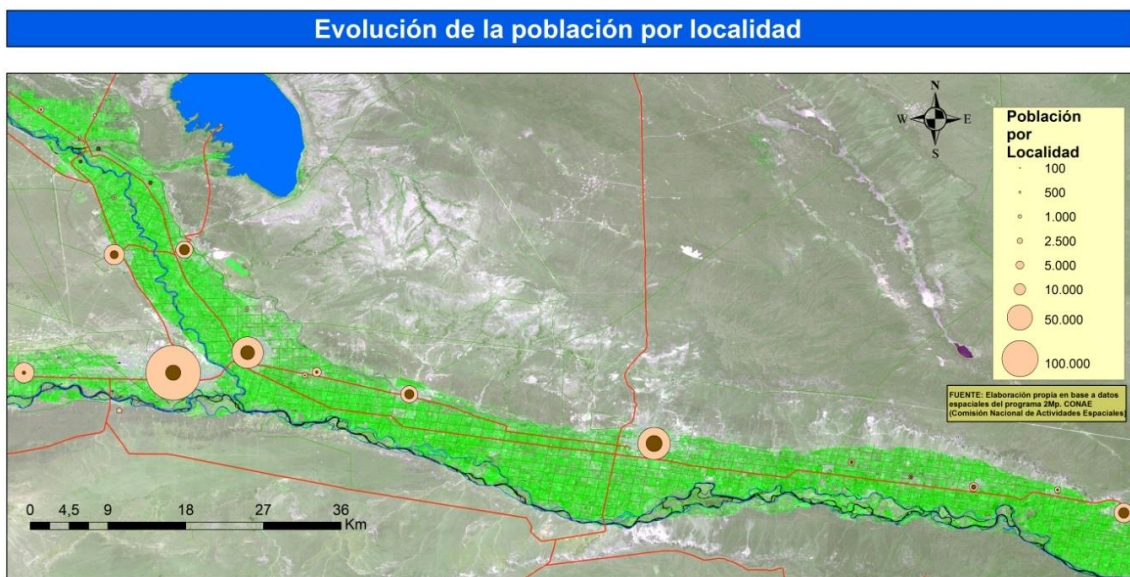 Evolución de la población por localidad
N
W E
S
Población
por
Localidad
100
500
1.000
2.500
5.000
10.000
50.000
100.000
FUENTE: Elaboración propia en base a datos
espaciales del programa 2Mp. CONAE
(Comisión Nacional de Actividades Espaciales)
0 4,5 9 18 27 36
Km